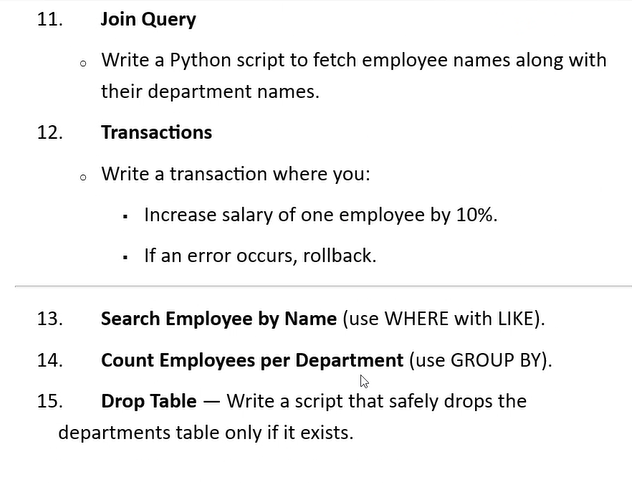 11. Join Query
○ Write a Python script to fetch employee names along with
their department names.
12. Transactions
○ Write a transaction where you:
▪ Increase salary of one employee by 10%.
▪ If an error occurs, rollback.
13. Search Employee by Name (use WHERE with LIKE).
14. Count Employees per Department (use GROUP BY).
15. Drop Table — Write a script that safely drops the
departments table only if it exists.